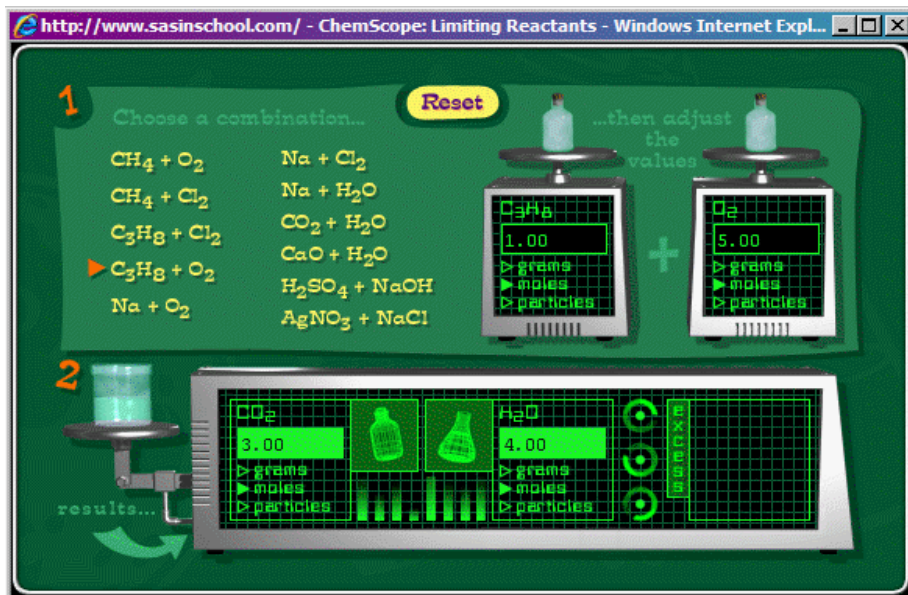 http://www.sasinschool.com/ - ChemScope: Limiting Reactants - Windows Internet Expl...
1
Choose a combination...
Reset
...then adjust
the
values
CH₄ + O₂
CH₄ + Cl₂
C₃H₈ + Cl₂
C₃H₈ + O₂
Na + O₂
Na + Cl₂
Na + H₂O
CO₂ + H₂O
CaO + H₂O
H₂SO₄ + NaOH
AgNO₃ + NaCl
C₃H₈
1.00
grams
moles
particles
+
O₂
5.00
grams
moles
particles
2
results...
CO₂
3.00
grams
moles
particles
H₂O
4.00
grams
moles
particles
excess